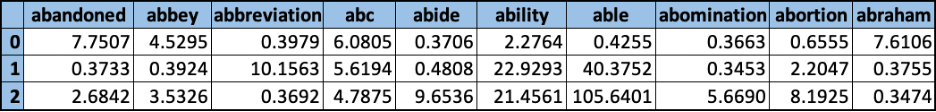 abandoned abbey abbreviation abc abide ability able abomination abortion abraham
0 7.7507 4.5295 0.3979 6.0805 0.3706 2.2764 0.4255 0.3663 0.6555 7.6106
1 0.3733 0.3924 10.1563 5.6194 0.4808 22.9293 40.3752 0.3453 2.2047 0.3755
2 2.6842 3.5326 0.3692 4.7875 9.6536 21.4561 105.6401 5.6690 8.1925 0.3474